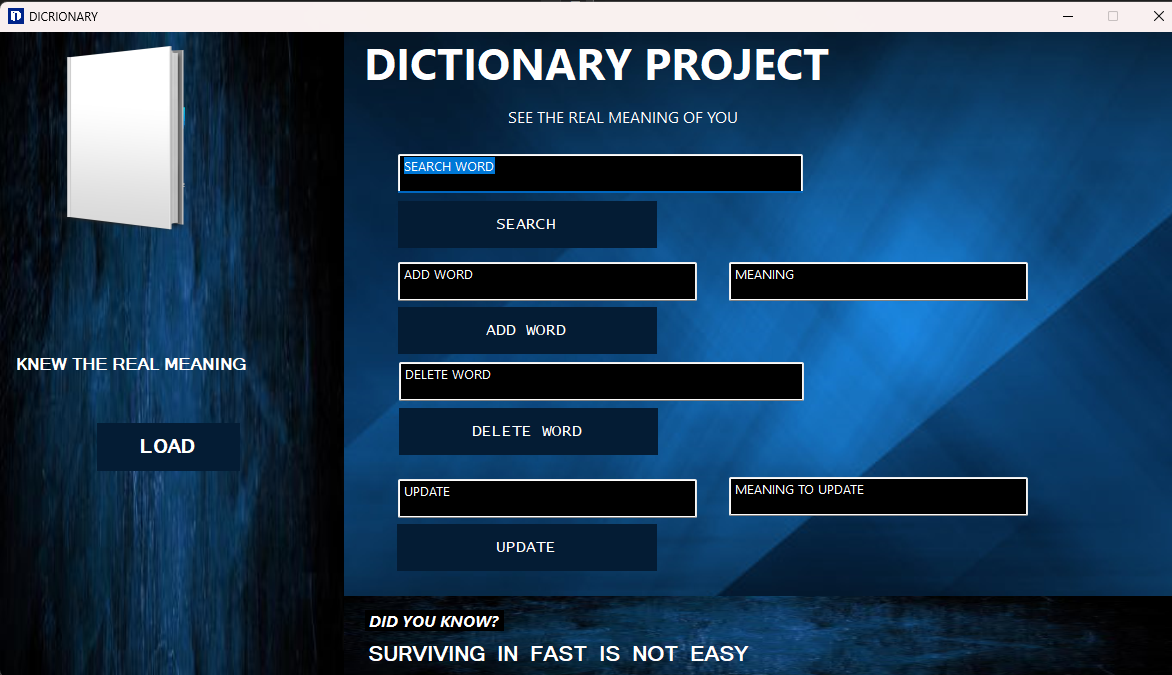 DICRIONARY
DICTIONARY PROJECT
SEE THE REAL MEANING OF YOU
SEARCH WORD
SEARCH
ADD WORD
MEANING
ADD WORD
KNEW THE REAL MEANING
DELETE WORD
DELETE WORD
LOAD
UPDATE
MEANING TO UPDATE
UPDATE
DID YOU KNOW?
SURVIVING IN FAST IS NOT EASY